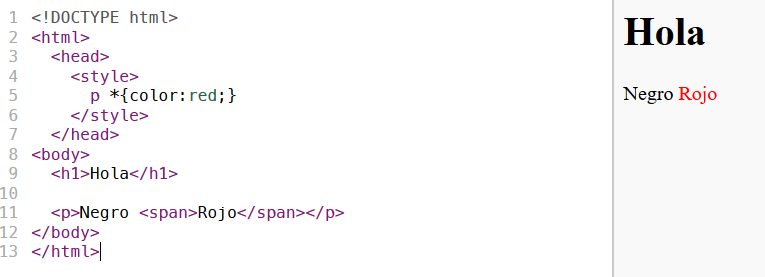 1 <!DOCTYPE html>
2 <html>
3   <head>
4     <style>
5       p *{color:red;}
6     </style>
7   </head>
8 <body>
9   <h1>Hola</h1>
10
11   <p>Negro <span>Rojo</span></p>
12 </body>
13 </html>
Hola
Negro Rojo